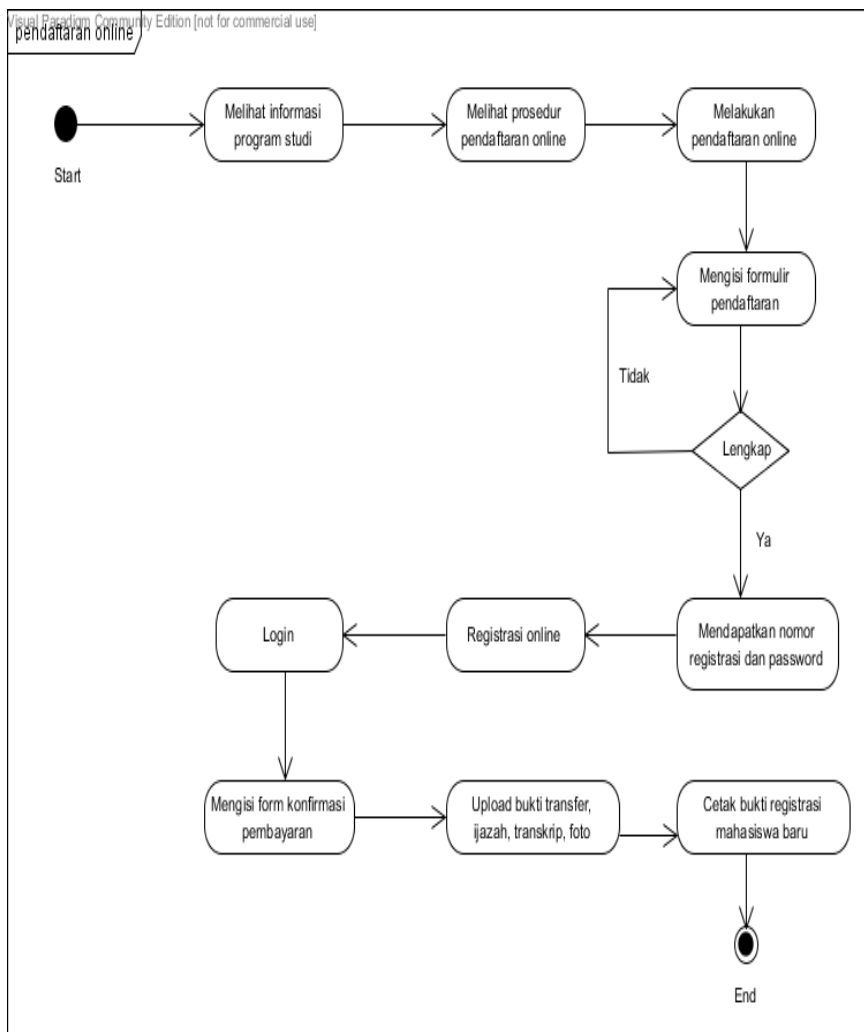 Visual Paradigm Community Edition [not for commercial use]
pendaftaran online
Melihat informasi
program studi
Melihat prosedur
pendaftaran online
Melakukan
pendaftaran online
Start
Mengisi formulir
pendaftaran
Tidak
Lengkap
Ya
Mendapatkan nomor
registrasi dan password
Registrasi online
Login
Mengisi form konfirmasi
pembayaran
Upload bukti transfer,
ijazah, transkrip, foto
Cetak bukti registrasi
mahasiswa baru
End